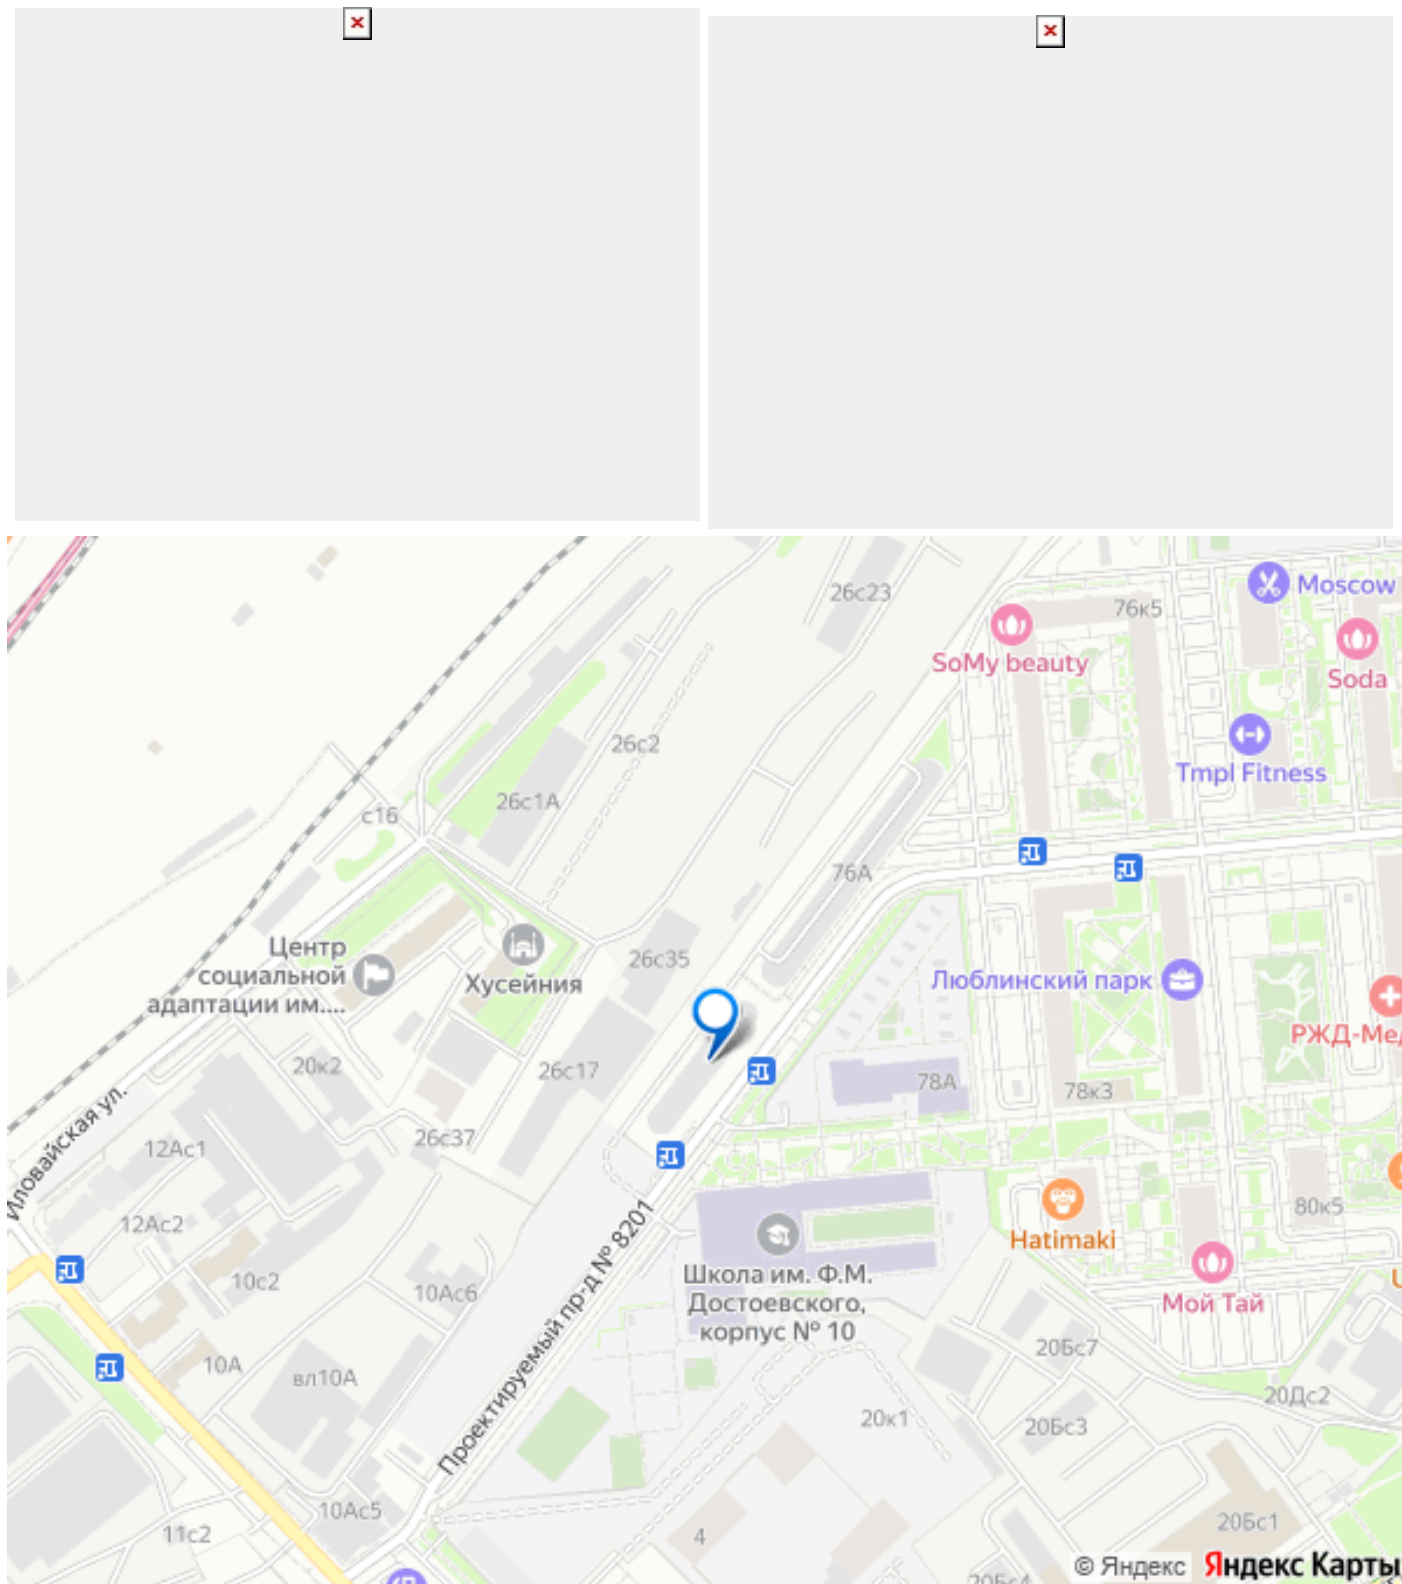 26с23
76к5
Moscow
SoMy beauty
Soda
26с2
Tmpl Fitness
26с1А
с16
76А
Центр
социальной
адаптации им....
Хусейния
26с35
Люблинский парк
РЖД-Мед
20к2
26с17
78А
78к3
Иловайская ул.
12Ас1
26с37
12Ас2
80к5
Hatimaki
10с2
10Ас6
Школа им. Ф.М.
Достоевского,
корпус № 10
Мой Тай
Проектируемый пр-д № 8201
10А
вл10А
20Бс7
20Дс2
20к1
20Бс3
10Ас5
11с2
4
20Бс1
20Бс4
© Яндекс Яндекс Карты